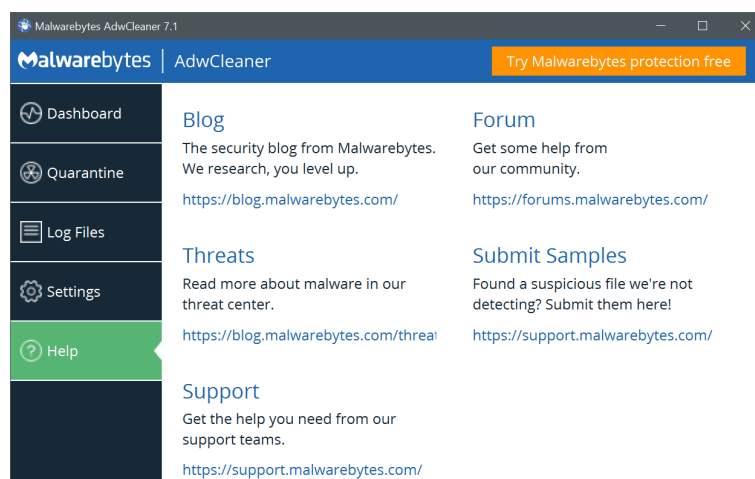 Malwarebytes AdwCleaner 7.1
Malwarebytes | AdwCleaner
Try Malwarebytes protection free
Dashboard
Quarantine
Log Files
Settings
Help
Blog
The security blog from Malwarebytes.
We research, you level up.
https://blog.malwarebytes.com/
Forum
Get some help from
our community.
https://forums.malwarebytes.com/
Threats
Read more about malware in our
threat center.
https://blog.malwarebytes.com/threat
Submit Samples
Found a suspicious file we're not
detecting? Submit them here!
https://support.malwarebytes.com/
Support
Get the help you need from our
support teams.
https://support.malwarebytes.com/